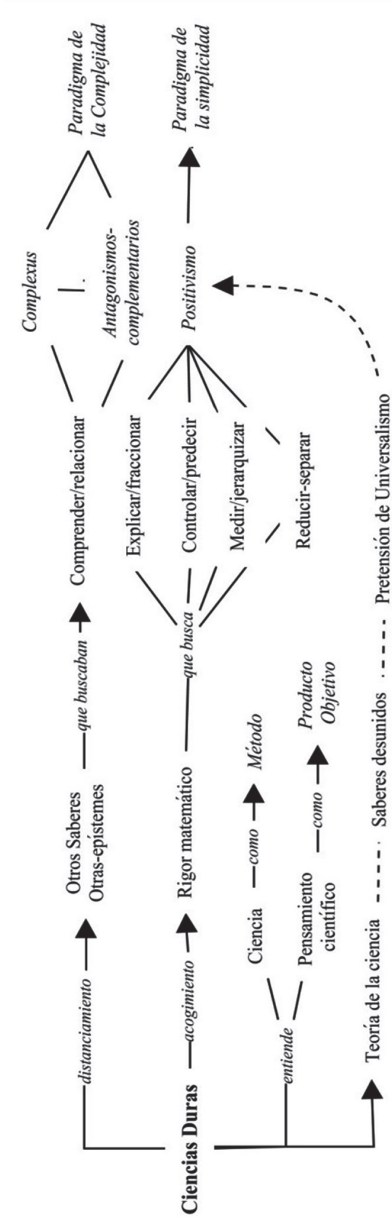 Complexus
Paradigma de
la Complejidad
distanciamiento
Otros Saberes
Otras-epístemes
que buscaban
Comprender/relacionar
Antagonismos-
complementarios
Explicar/fraccionar
Ciencias Duras
acogimiento
Rigor matemático
que busca
Controlar/predecir
Positivismo
Paradigma de
la simplicidad
Medir/jerarquizar
Reducir-separar
entiende
Ciencia
como
Método
Pensamiento
científico
como
Producto
Objetivo
Teoría de la ciencia
Saberes desunidos
Pretensión de Universalismo